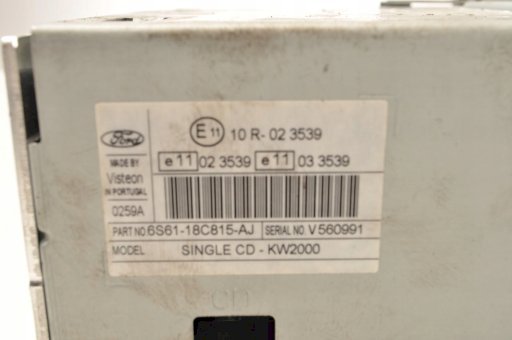 Ford
E 11 10 R- 02 3539
MADE BY
Visteon
IN PORTUGAL
e 11 02 3539 e 11 03 3539
0259A
PART NO: 6S61-18C815-AJ SERIAL NO. V 560991
MODEL SINGLE CD - KW2000
CD